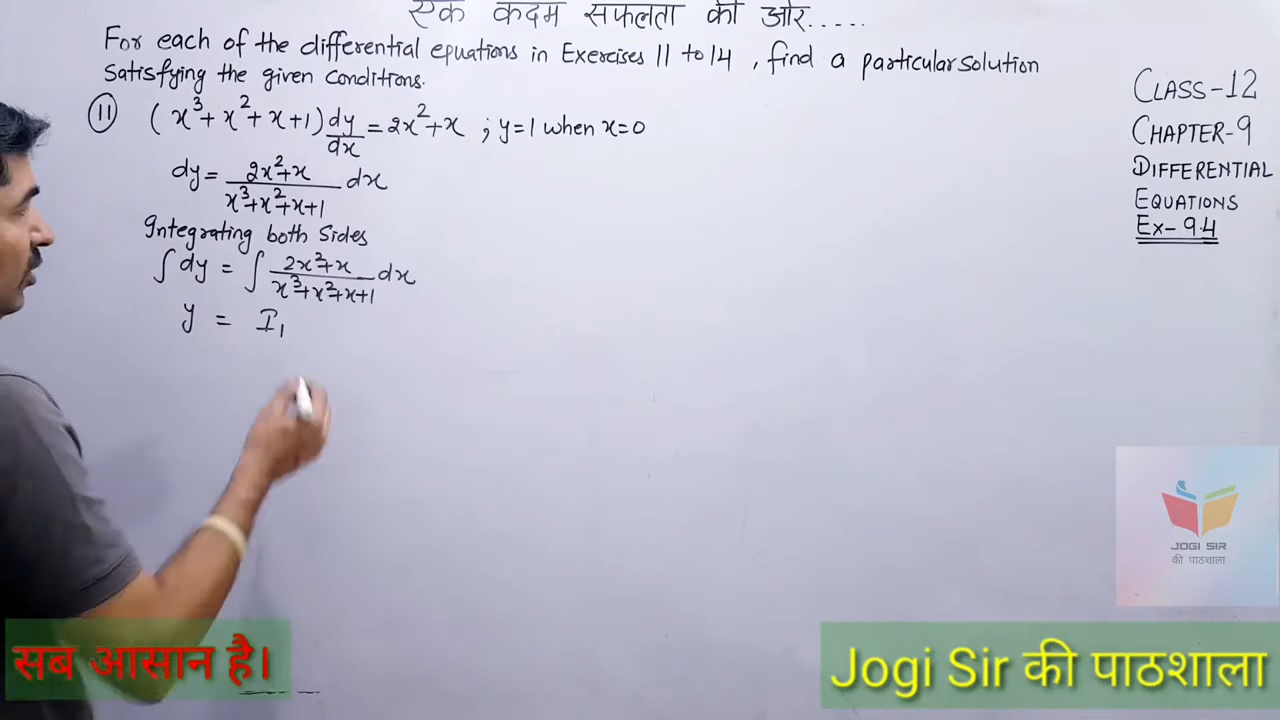 एक कदम सफलता की ओर.....
For each of the differential equations in Exercises 11 to 14 , find a particular solution
Satisfying the given Conditions.
⑪ (x³+x²+x+1) dy/dx = 2x²+x ; y=1 when x=0
dy = 2x²+x / x³+x²+x+1 dx
Integrating both Sides
∫ dy = ∫ 2x²+x / x³+x²+x+1 dx
y = I₁
CLASS-12
CHAPTER-9
DIFFERENTIAL
EQUATIONS
Ex-9.4
JOGI SIR
की पाठशाला
सब आसान है।
Jogi Sir की पाठशाला